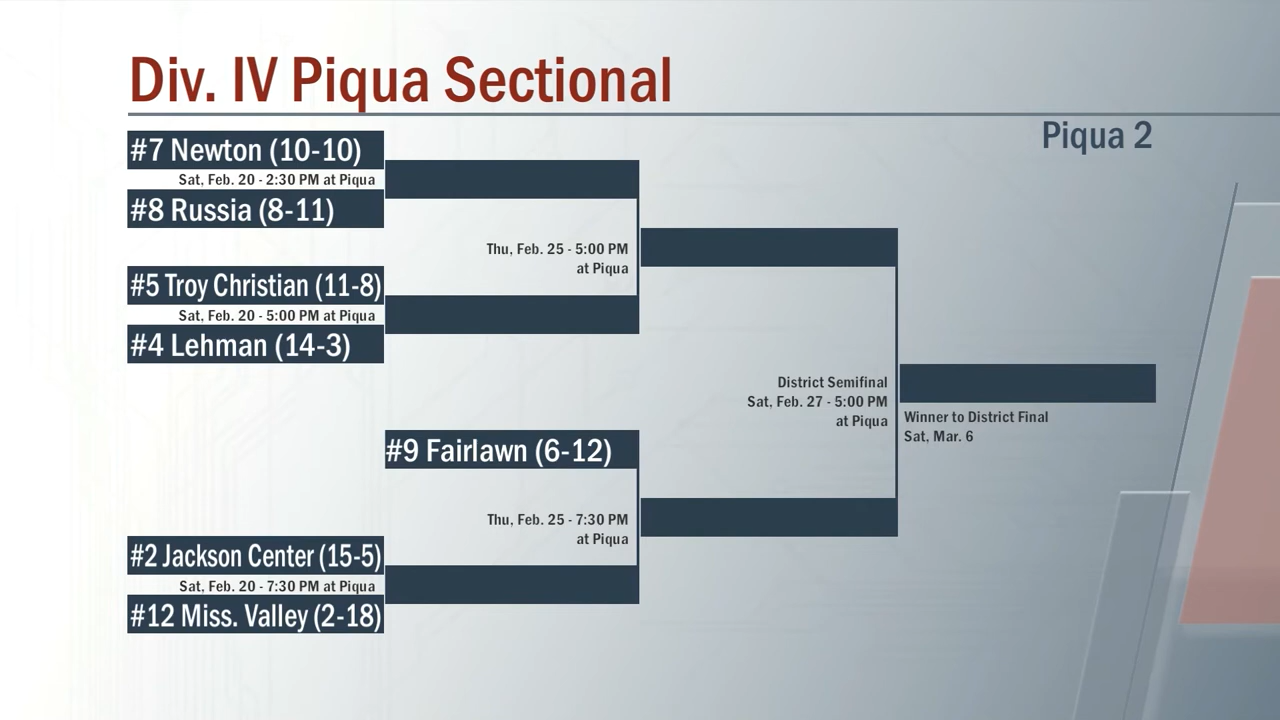 Div. IV Piqua Sectional
Piqua 2
#7 Newton (10-10)
Sat, Feb. 20 - 2:30 PM at Piqua
#8 Russia (8-11)
Thu, Feb. 25 - 5:00 PM
at Piqua
#5 Troy Christian (11-8)
Sat, Feb. 20 - 5:00 PM at Piqua
#4 Lehman (14-3)
District Semifinal
Sat, Feb. 27 - 5:00 PM
at Piqua
Winner to District Final
Sat, Mar. 6
#9 Fairlawn (6-12)
Thu, Feb. 25 - 7:30 PM
at Piqua
#2 Jackson Center (15-5)
Sat, Feb. 20 - 7:30 PM at Piqua
#12 Miss. Valley (2-18)